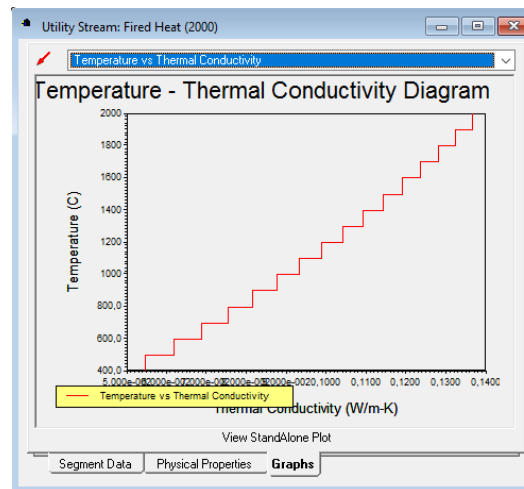 Utility Stream: Fired Heat (2000)
Temperature vs Thermal Conductivity
Temperature - Thermal Conductivity Diagram
2000
1800
1600
1400
1200
1000
800,0
600,0
400,0
Temperature (C)
0,1000 0,1100 0,1200 0,1300 0,1400
Temperature vs Thermal Conductivity
Thermal Conductivity (W/m-K)
View StandAlone Plot
Segment Data Physical Properties Graphs